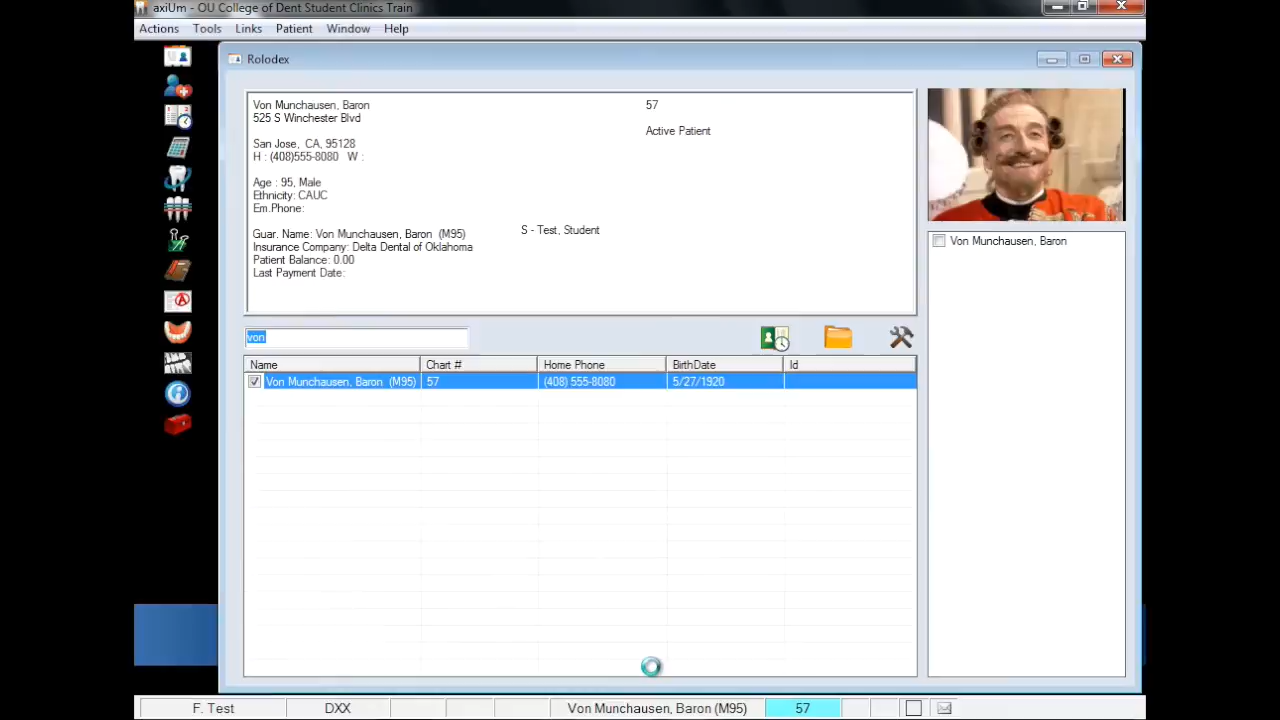 axiUm - OU College of Dent Student Clinics Train
Actions Tools Links Patient Window Help
Rolodex
Von Munchausen, Baron 57
525 S Winchester Blvd
Active Patient
San Jose, CA, 95128
H : (408)555-8080 W :
Age : 95, Male
Ethnicity: CAUC
Em.Phone:
S - Test, Student
Guar. Name: Von Munchausen, Baron (M95)
Insurance Company: Delta Dental of Oklahoma
Patient Balance: 0.00
Last Payment Date:
Von Munchausen, Baron
von
Name Chart # Home Phone BirthDate Id
Von Munchausen, Baron (M95) 57 (408) 555-8080 5/27/1920
F. Test DXX Von Munchausen, Baron (M95) 57